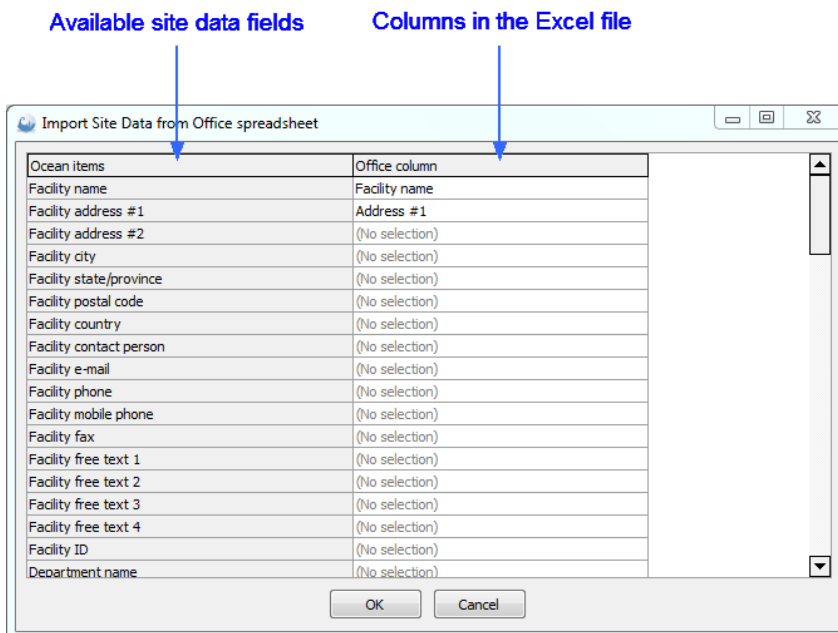 Available site data fields Columns in the Excel file
Import Site Data from Office spreadsheet
Ocean items Office column
Facility name Facility name
Facility address #1 Address #1
Facility address #2 (No selection)
Facility city (No selection)
Facility state/province (No selection)
Facility postal code (No selection)
Facility country (No selection)
Facility contact person (No selection)
Facility e-mail (No selection)
Facility phone (No selection)
Facility mobile phone (No selection)
Facility fax (No selection)
Facility free text 1 (No selection)
Facility free text 2 (No selection)
Facility free text 3 (No selection)
Facility free text 4 (No selection)
Facility ID (No selection)
Department name (No selection)
OK Cancel